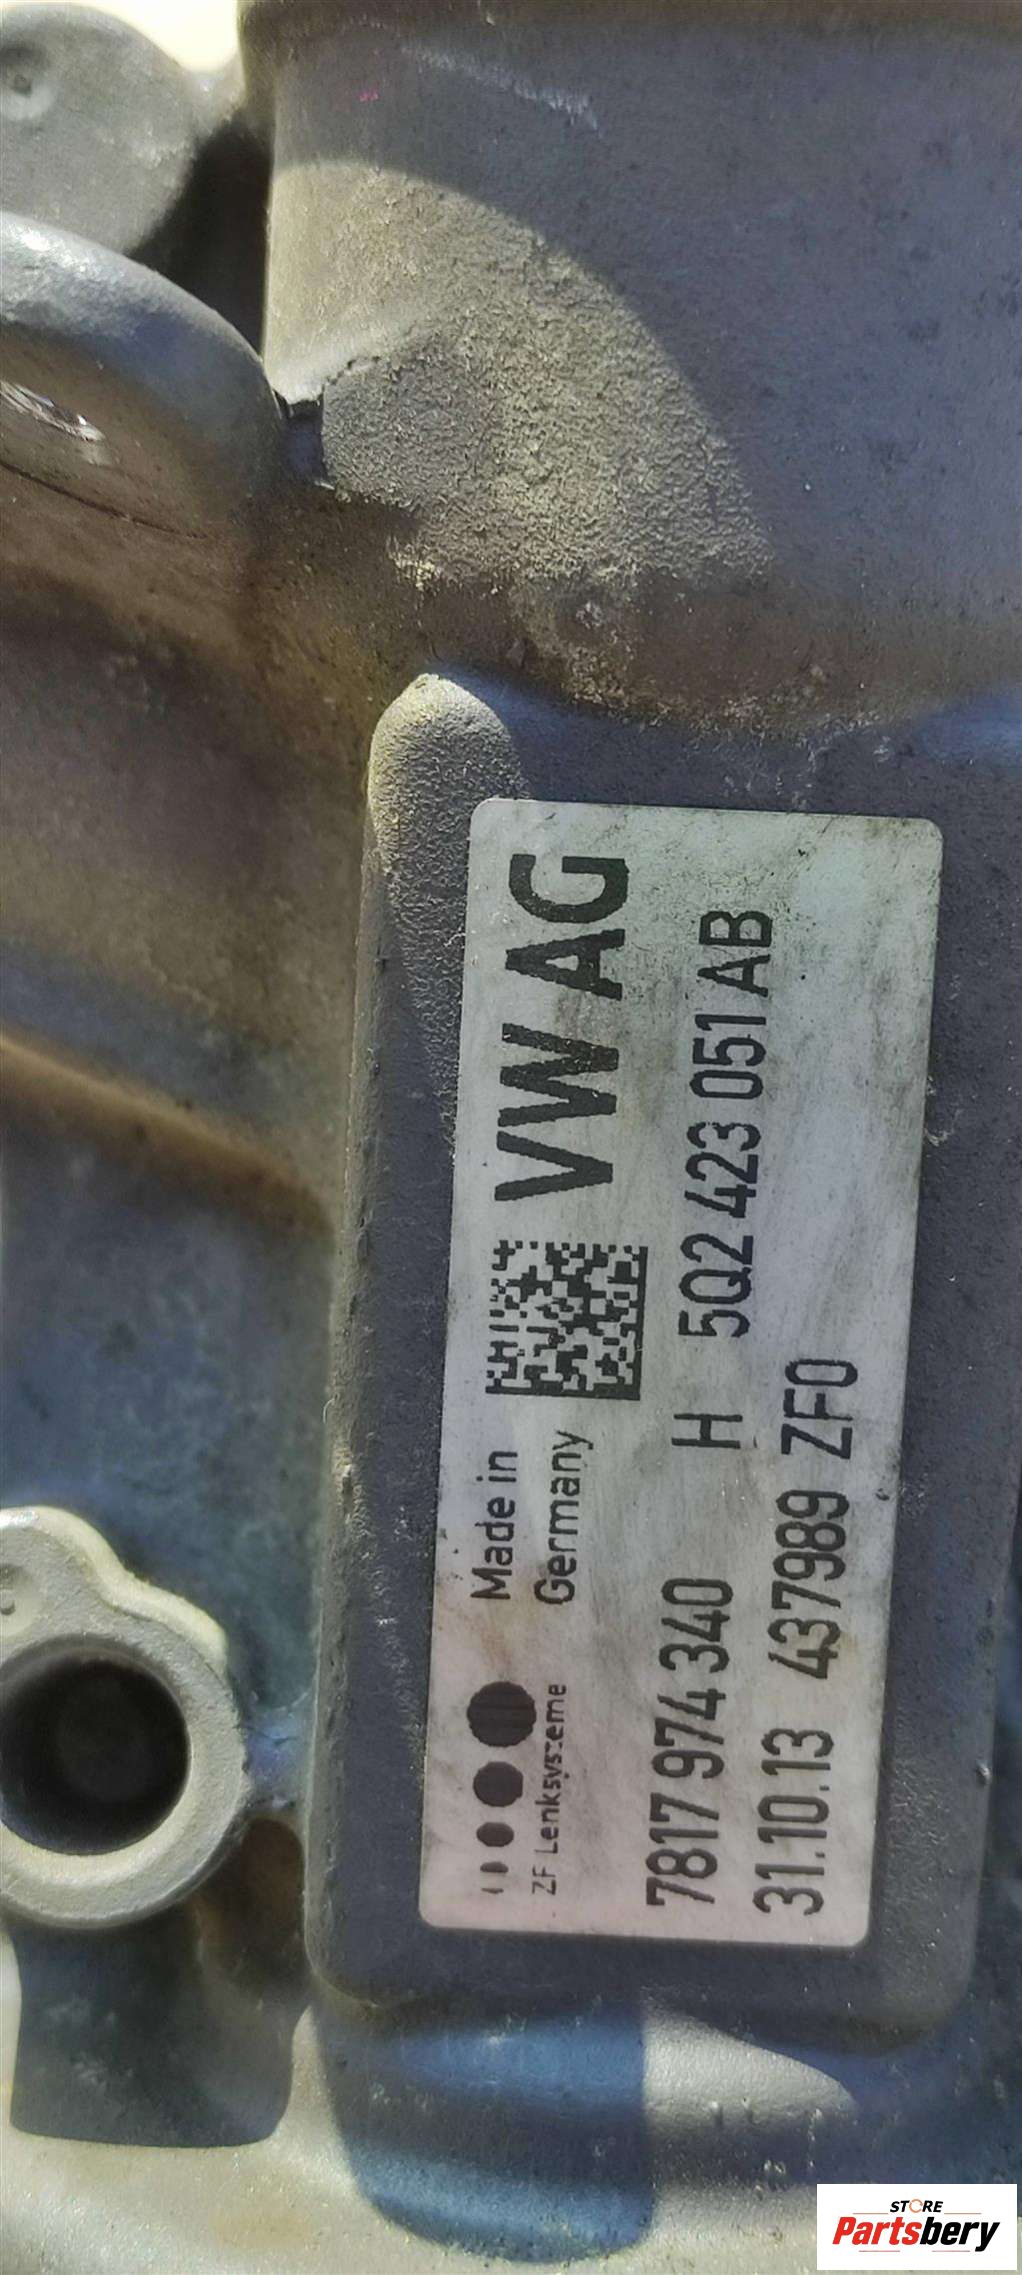 Made in
Germany
VW AG
ZF Lenksysteme
7817 974 340 H 5Q2 423 051 AB
31.10.13 437989 ZF0
STORE
Partsbery